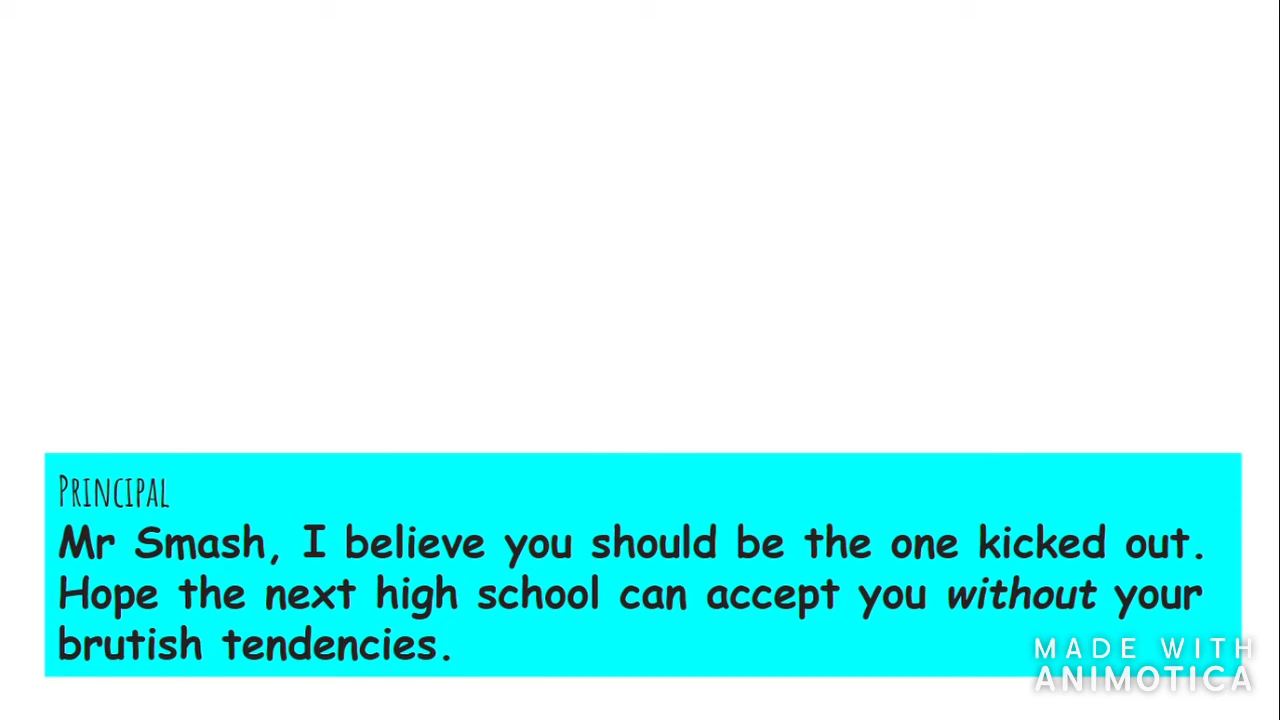 Principal
Mr Smash, I believe you should be the one kicked out.
Hope the next high school can accept you without your
brutish tendencies.
MADE WITH
ANIMOTICA